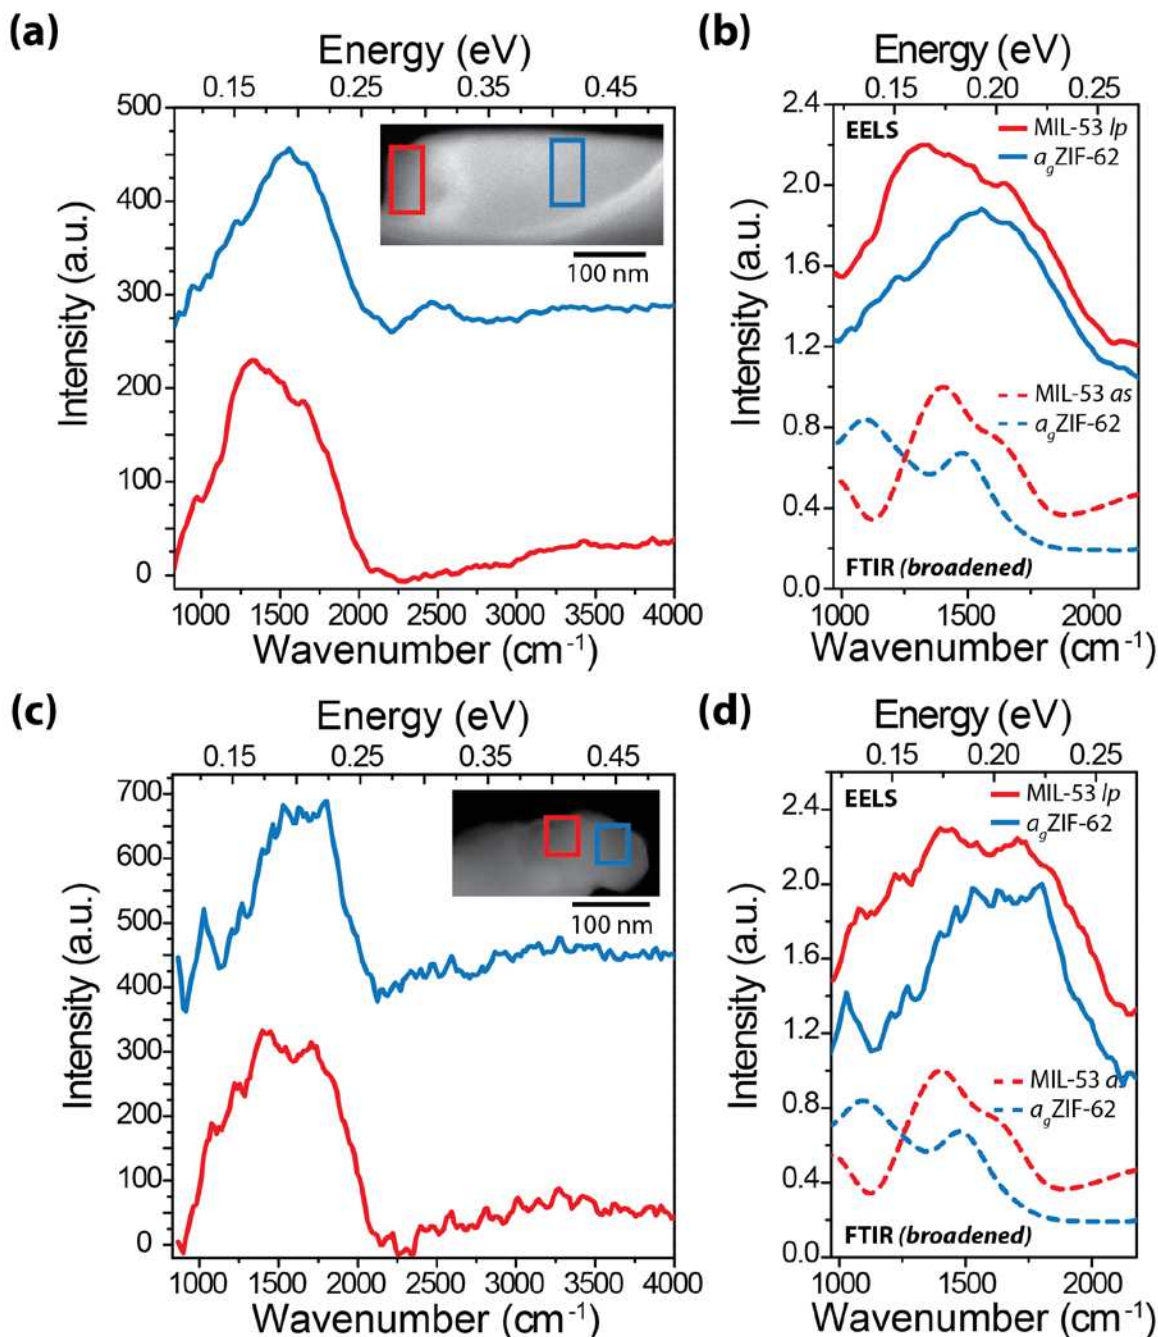 (a)
Energy (eV)
0.15 0.25 0.35 0.45
500
400
300
200
100
0
Intensity (a.u.)
100 nm
1000 1500 2000 2500 3000 3500 4000
Wavenumber (cm⁻¹)
(b)
Energy (eV)
0.15 0.20 0.25
2.4
2.0
1.6
1.2
0.8
0.4
0.0
Intensity (a.u.)
EELS
MIL-53 lp
agZIF-62
MIL-53 as
agZIF-62
FTIR (broadened)
1000 1500 2000
Wavenumber (cm⁻¹)
(c)
Energy (eV)
0.15 0.25 0.35 0.45
700
600
500
400
300
200
100
0
Intensity (a.u.)
100 nm
1000 1500 2000 2500 3000 3500 4000
Wavenumber (cm⁻¹)
(d)
Energy (eV)
0.15 0.20 0.25
2.4
2.0
1.6
1.2
0.8
0.4
0.0
Intensity (a.u.)
EELS
MIL-53 lp
agZIF-62
MIL-53 as
agZIF-62
FTIR (broadened)
1000 1500 2000
Wavenumber (cm⁻¹)